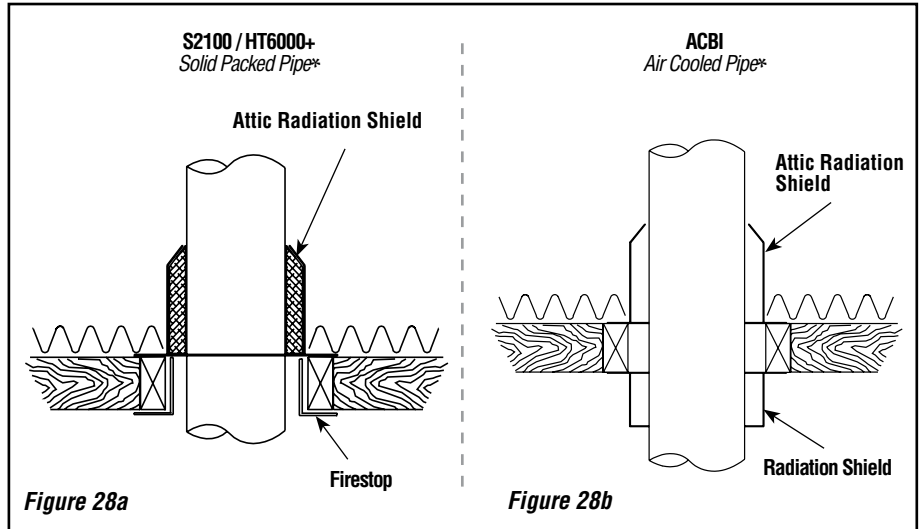 S2100 / HT6000+
Solid Packed Pipe*
Attic Radiation Shield
Firestop
Figure 28a
ACBI
Air Cooled Pipe*
Attic Radiation
Shield
Radiation Shield
Figure 28b